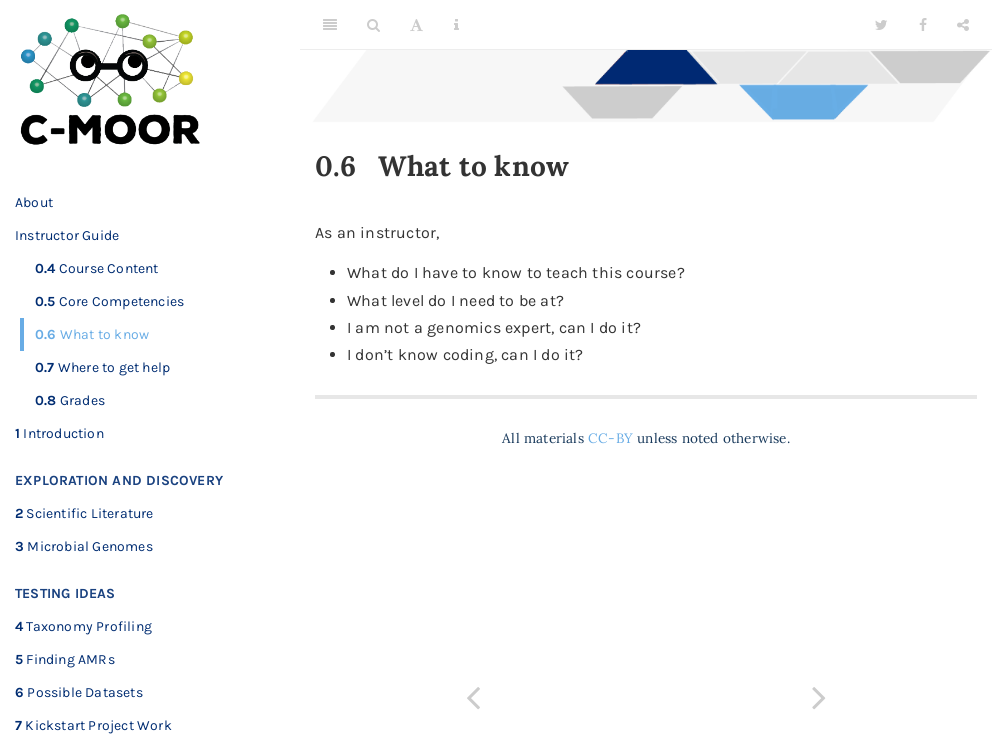 C-MOOR
About
Instructor Guide
0.4 Course Content
0.5 Core Competencies
0.6 What to know
0.7 Where to get help
0.8 Grades
1 Introduction
EXPLORATION AND DISCOVERY
2 Scientific Literature
3 Microbial Genomes
TESTING IDEAS
4 Taxonomy Profiling
5 Finding AMRs
6 Possible Datasets
7 Kickstart Project Work
0.6 What to know
As an instructor,
• What do I have to know to teach this course?
• What level do I need to be at?
• I am not a genomics expert, can I do it?
• I don’t know coding, can I do it?
All materials CC-BY unless noted otherwise.